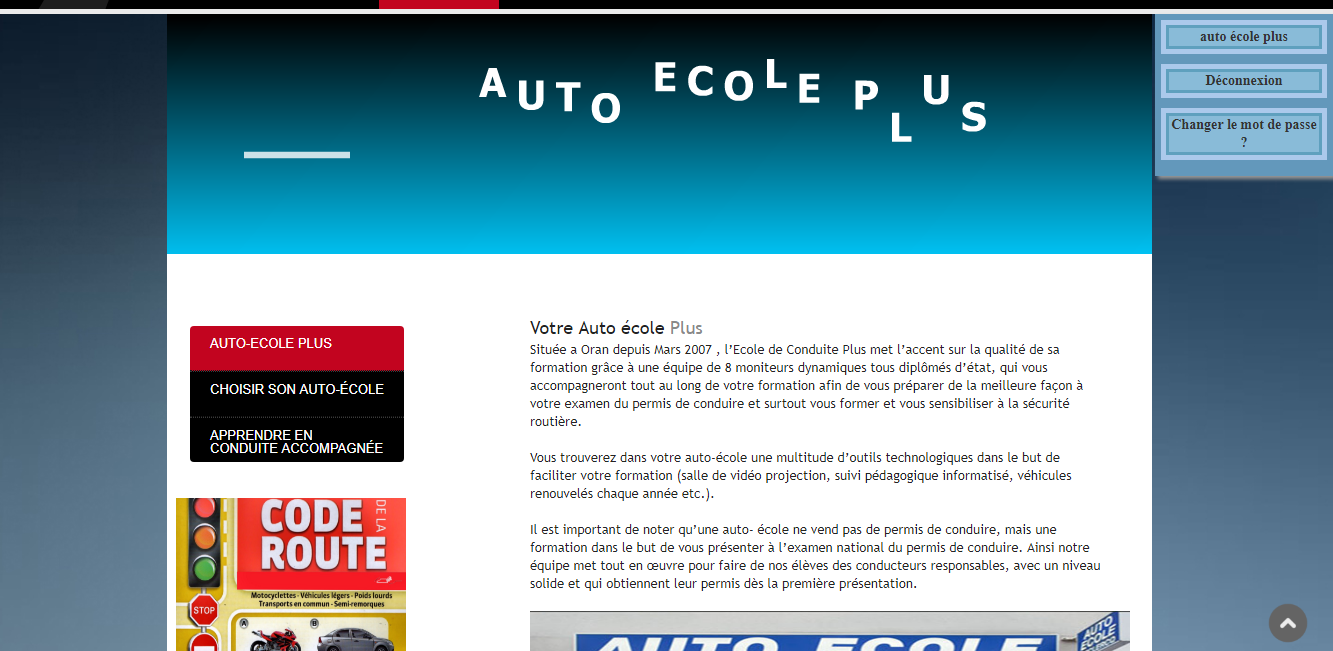 AUTO ECOLE PLUS
auto école plus
Déconnexion
Changer le mot de passe
?
AUTO-ECOLE PLUS
CHOISIR SON AUTO-ÉCOLE
APPRENDRE EN
CONDUITE ACCOMPAGNÉE
CODE
DE LA
ROUTE
Motocyclettes - Véhicules légers - Poids lourds
Transports en commun - Semi-remorques
STOP
A
B
Votre Auto école Plus
Située a Oran depuis Mars 2007 , l’Ecole de Conduite Plus met l’accent sur la qualité de sa
formation grâce à une équipe de 8 moniteurs dynamiques tous diplômés d’état, qui vous
accompagneront tout au long de votre formation afin de vous préparer de la meilleure façon à
votre examen du permis de conduire et surtout vous former et vous sensibiliser à la sécurité
routière.
Vous trouverez dans votre auto-école une multitude d’outils technologiques dans le but de
faciliter votre formation (salle de vidéo projection, suivi pédagogique informatisé, véhicules
renouvelés chaque année etc.).
Il est important de noter qu’une auto- école ne vend pas de permis de conduire, mais une
formation dans le but de vous présenter à l’examen national du permis de conduire. Ainsi notre
équipe met tout en œuvre pour faire de nos élèves des conducteurs responsables, avec un niveau
solide et qui obtiennent leur permis dès la première présentation.
AUTO ECOLE
AUTO
ECOLE